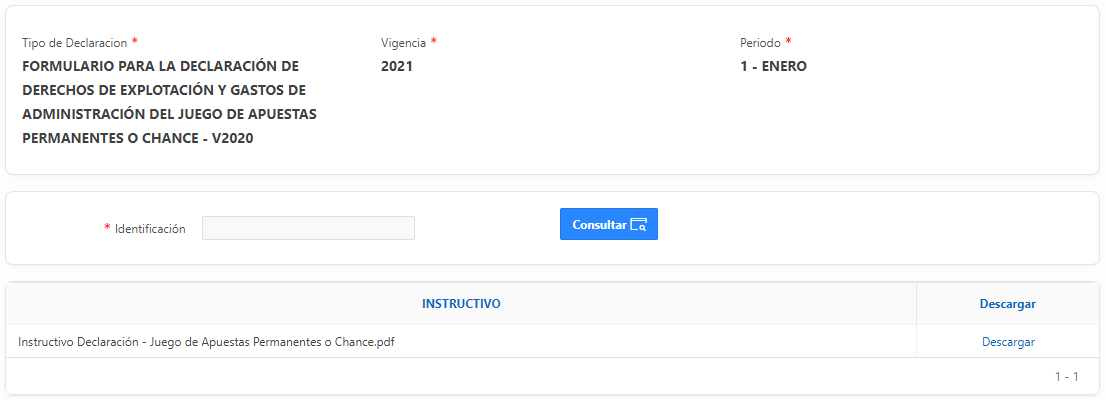 Tipo de Declaracion *
Vigencia *
Periodo *
FORMULARIO PARA LA DECLARACIÓN DE
DERECHOS DE EXPLOTACIÓN Y GASTOS DE
ADMINISTRACIÓN DEL JUEGO DE APUESTAS
PERMANENTES O CHANCE - V2020
2021
1 - ENERO
* Identificación
Consultar
INSTRUCTIVO
Descargar
Instructivo Declaración - Juego de Apuestas Permanentes o Chance.pdf
Descargar
1 - 1